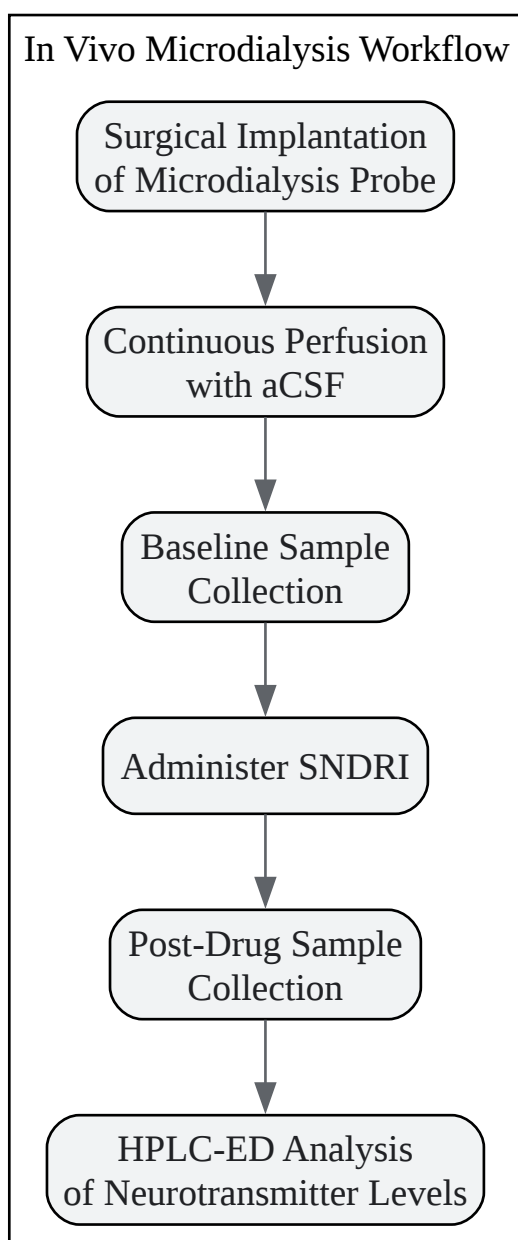 In Vivo Microdialysis Workflow
Surgical Implantation
of Microdialysis Probe
Continuous Perfusion
with aCSF
Baseline Sample
Collection
Administer SNDRI
Post-Drug Sample
Collection
HPLC-ED Analysis
of Neurotransmitter Levels